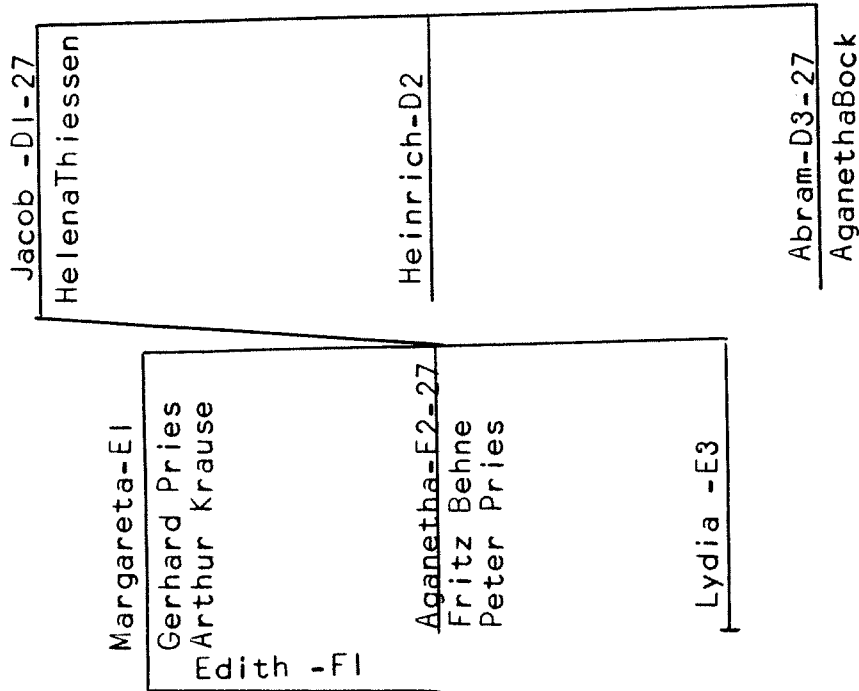 Jacob -D1-27
HelenaThiessen
Heinrich-D2
Abram-D3-27
AganethaBock
Margareta-E1
Gerhard Pries
Arthur Krause
Edith -F1
Aganetha-E2-27
Fritz Behne
Peter Pries
Lydia -E3